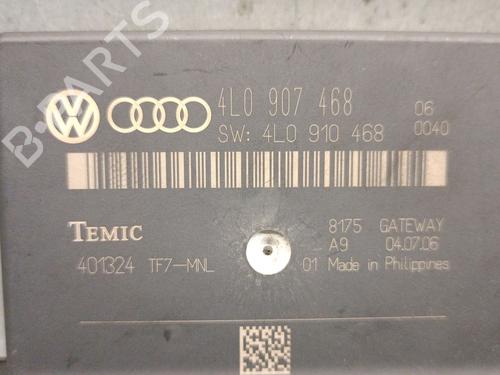 B-PARTS
4L0 907 468 06
SW: 4L0 910 468 0040
TEMIC 8175 GATEWAY
A9 04.07.06
401324 TF7-MNL 01 Made in Philippines